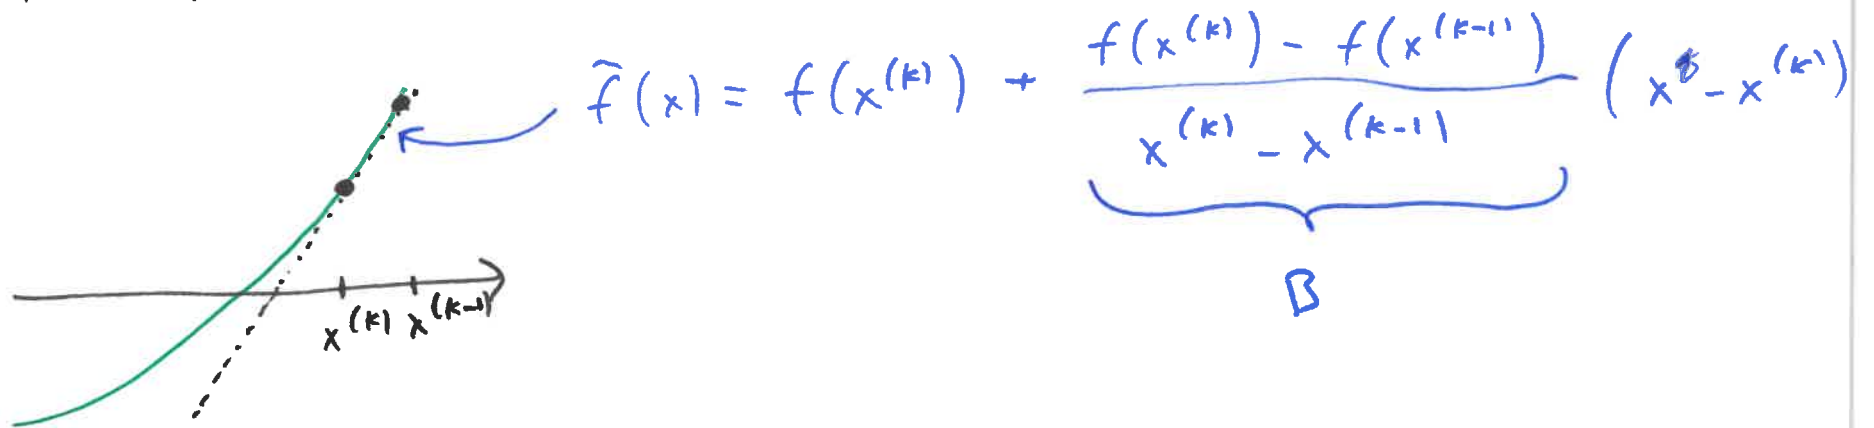 f̃(x) = f(x^(k)) + (f(x^(k)) - f(x^(k-1))) / (x^(k) - x^(k-1)) (x - x^(k))
B
x^(k) x^(k-1)